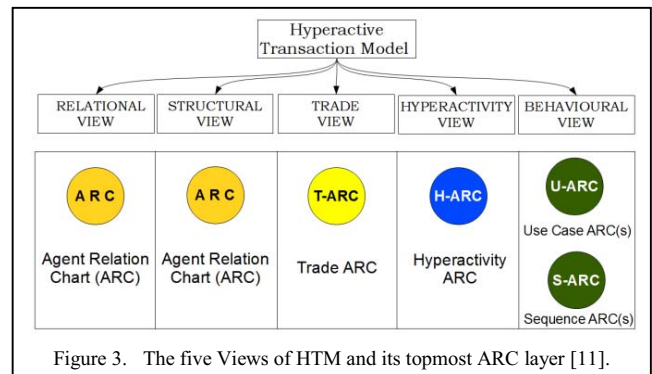 Hyperactive
Transaction Model
RELATIONAL
VIEW
STRUCTURAL
VIEW
TRADE
VIEW
HYPERACTIVITY
VIEW
BEHAVIOURAL
VIEW
A R C
Agent Relation
Chart (ARC)
A R C
Agent Relation
Chart (ARC)
T-ARC
Trade ARC
H-ARC
Hyperactivity
ARC
U-ARC
Use Case ARC(s)
S-ARC
Sequence ARC(s)
Figure 3. The five Views of HTM and its topmost ARC layer [11].